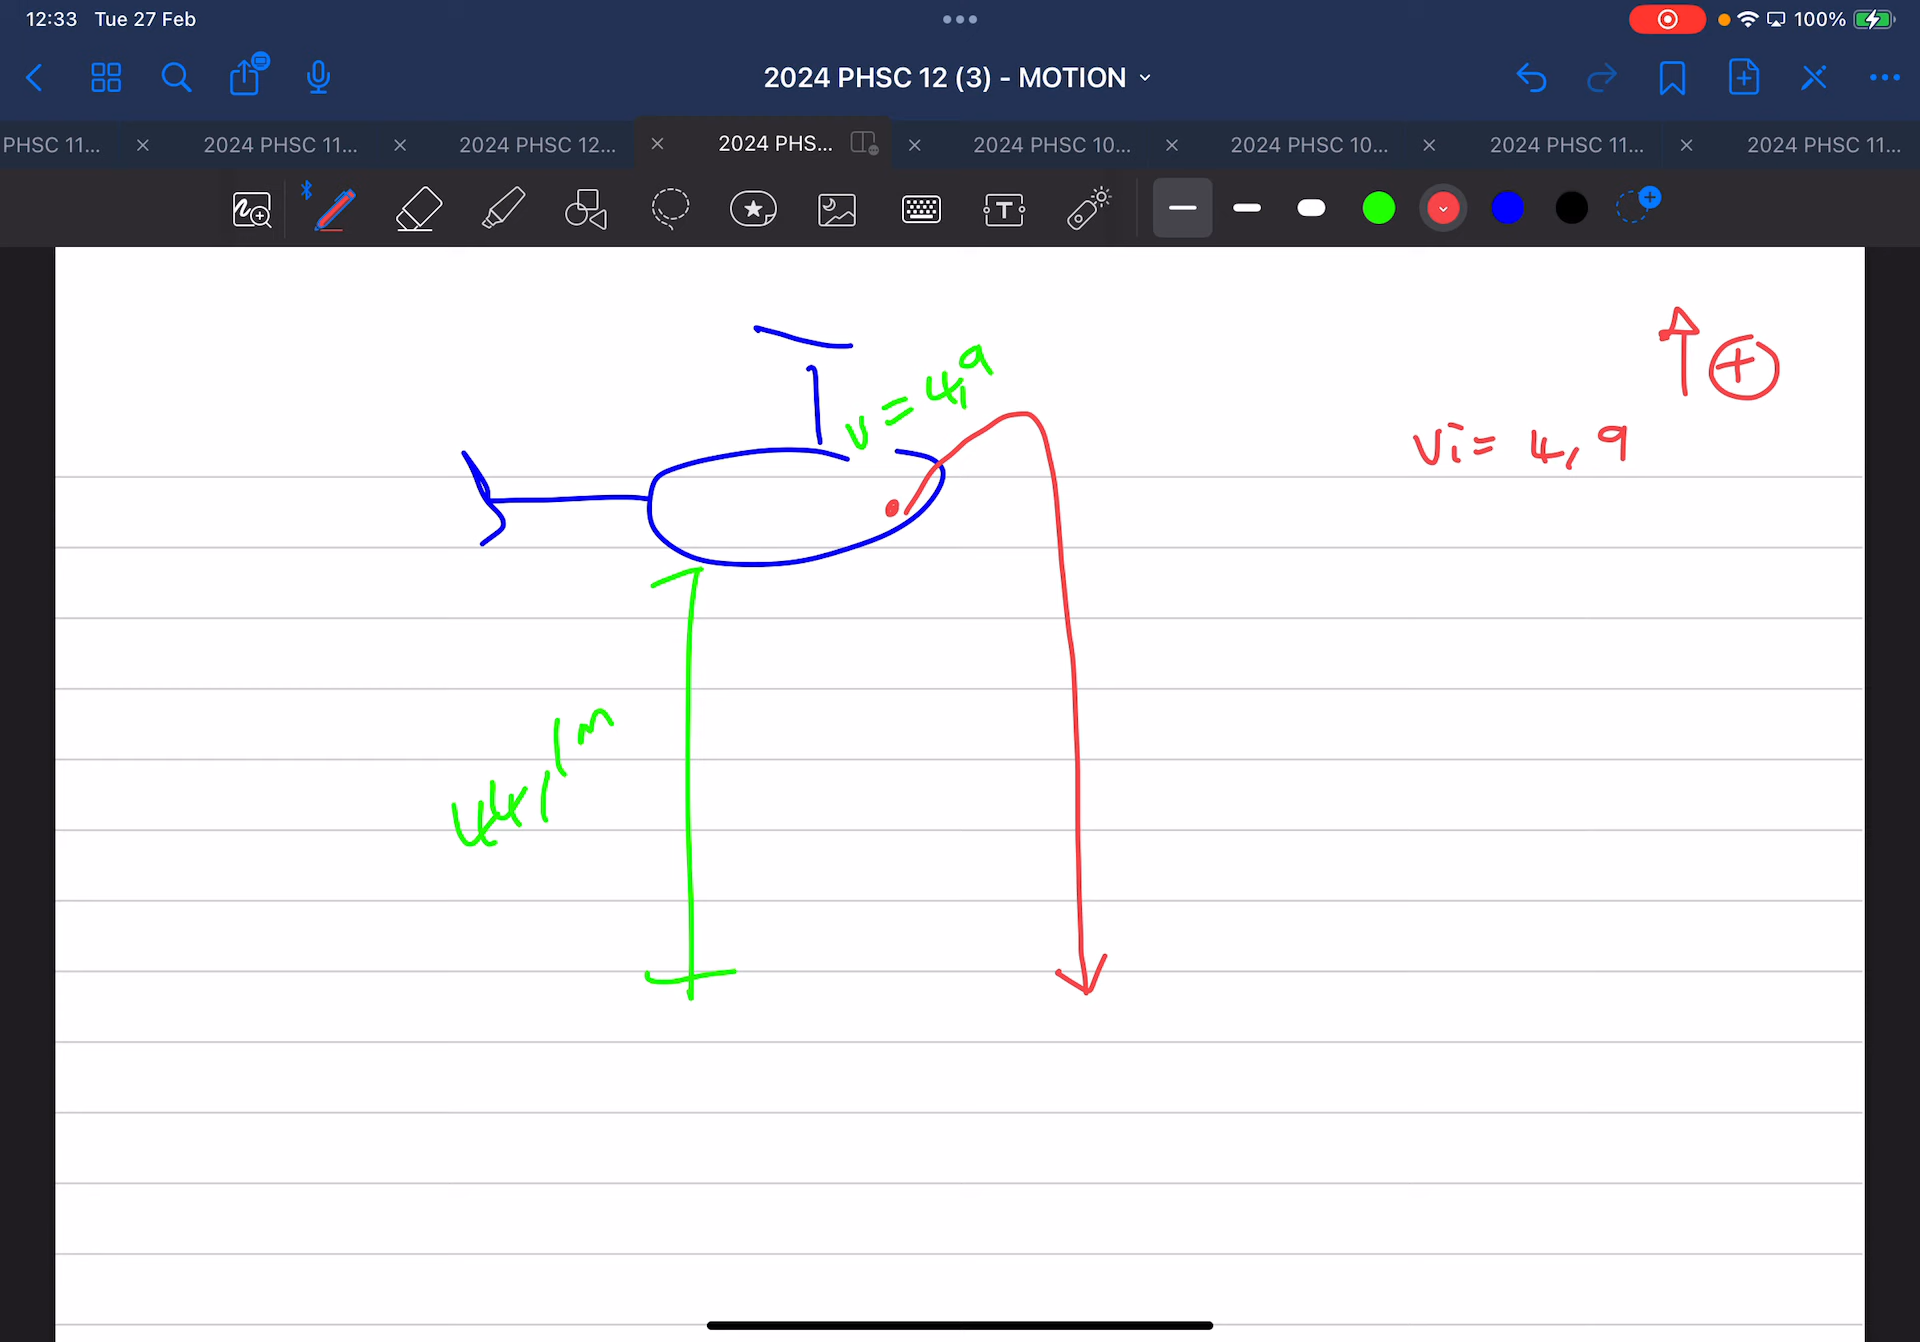 12:33 Tue 27 Feb
100%
2024 PHSC 12 (3) - MOTION
PHSC 11... 2024 PHSC 11... 2024 PHSC 12... 2024 PHS... 2024 PHSC 10... 2024 PHSC 10... 2024 PHSC 11... 2024 PHSC 11...
T
+
v = 4,9
vi = 4,9
44,1m